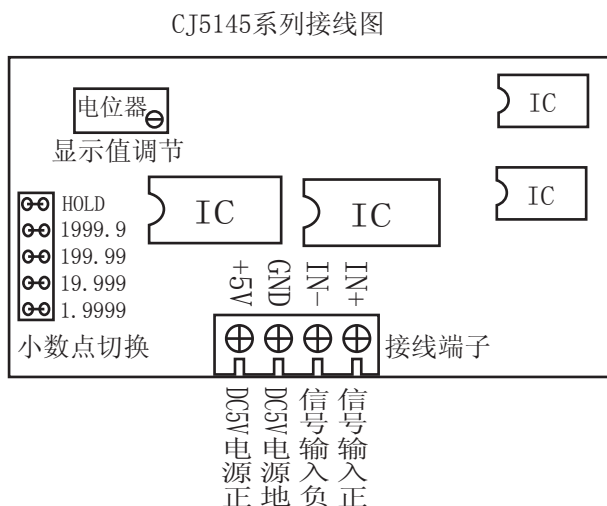 CJ5145系列接线图
电位器
显示值调节
IC
IC
IC
IC
HOLD
1999.9
199.99
19.999
1.9999
小数点切换
+5V
GND
IN-
IN+
接线端子
DC5V电源正
DC5V电源地
信号输入负
信号输入正